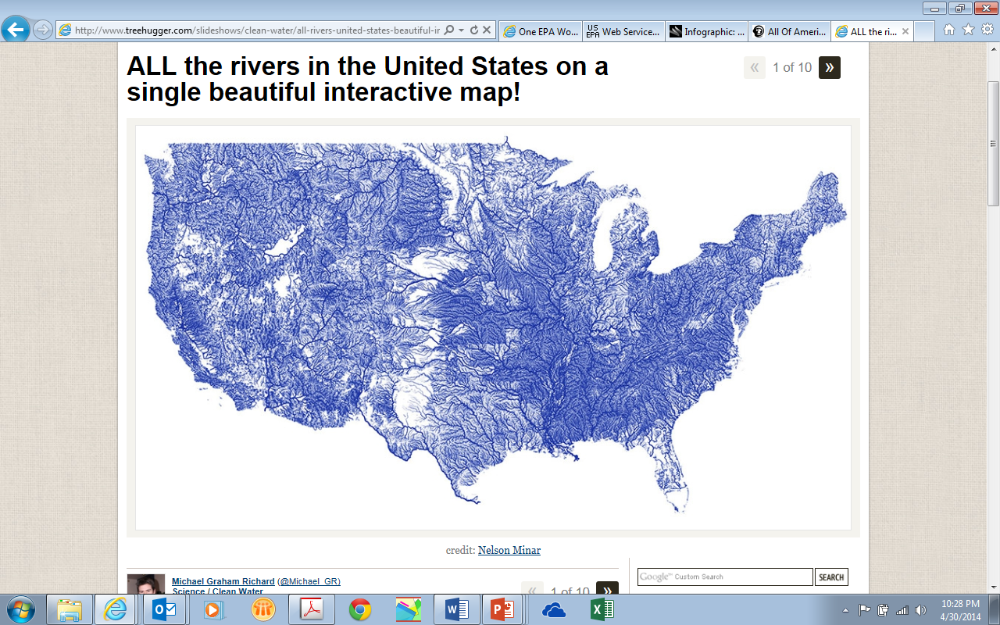 http://www.treehugger.com/slideshows/clean-water/all-rivers-united-states-beautiful-ir
One EPA Wo...
US EPA Web Service...
Infographic: ...
All Of Ameri...
ALL the ri...
ALL the rivers in the United States on a
single beautiful interactive map!
« 1 of 10 »
credit: Nelson Minar
Michael Graham Richard (@Michael_GR)
Science / Clean Water
« 1 of 10 »
Google™ Custom Search
SEARCH
10:28 PM
4/30/2014